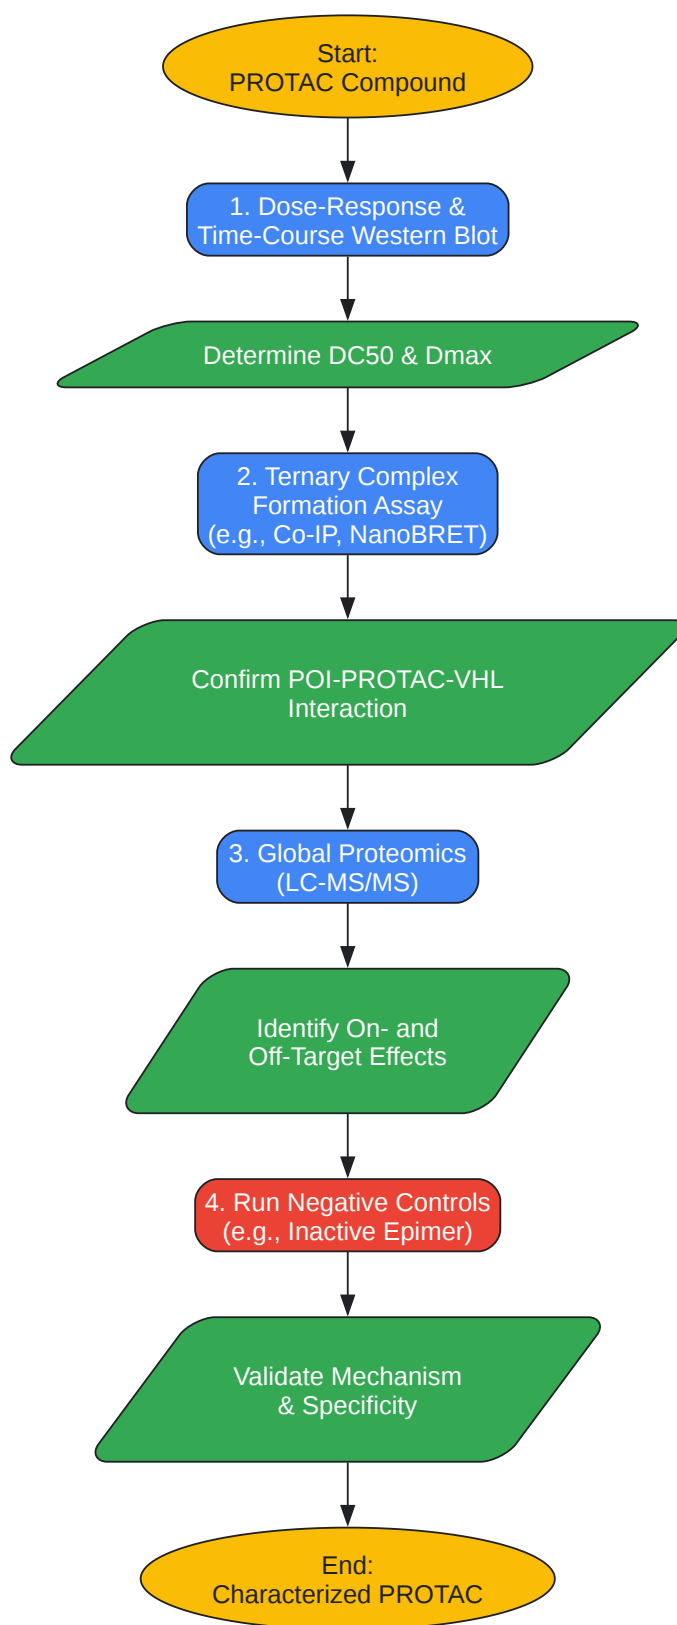 Start:
PROTAC Compound
1. Dose-Response &
Time-Course Western Blot
Determine DC50 & Dmax
2. Ternary Complex
Formation Assay
(e.g., Co-IP, NanoBRET)
Confirm POI-PROTAC-VHL
Interaction
3. Global Proteomics
(LC-MS/MS)
Identify On- and
Off-Target Effects
4. Run Negative Controls
(e.g., Inactive Epimer)
Validate Mechanism
& Specificity
End:
Characterized PROTAC